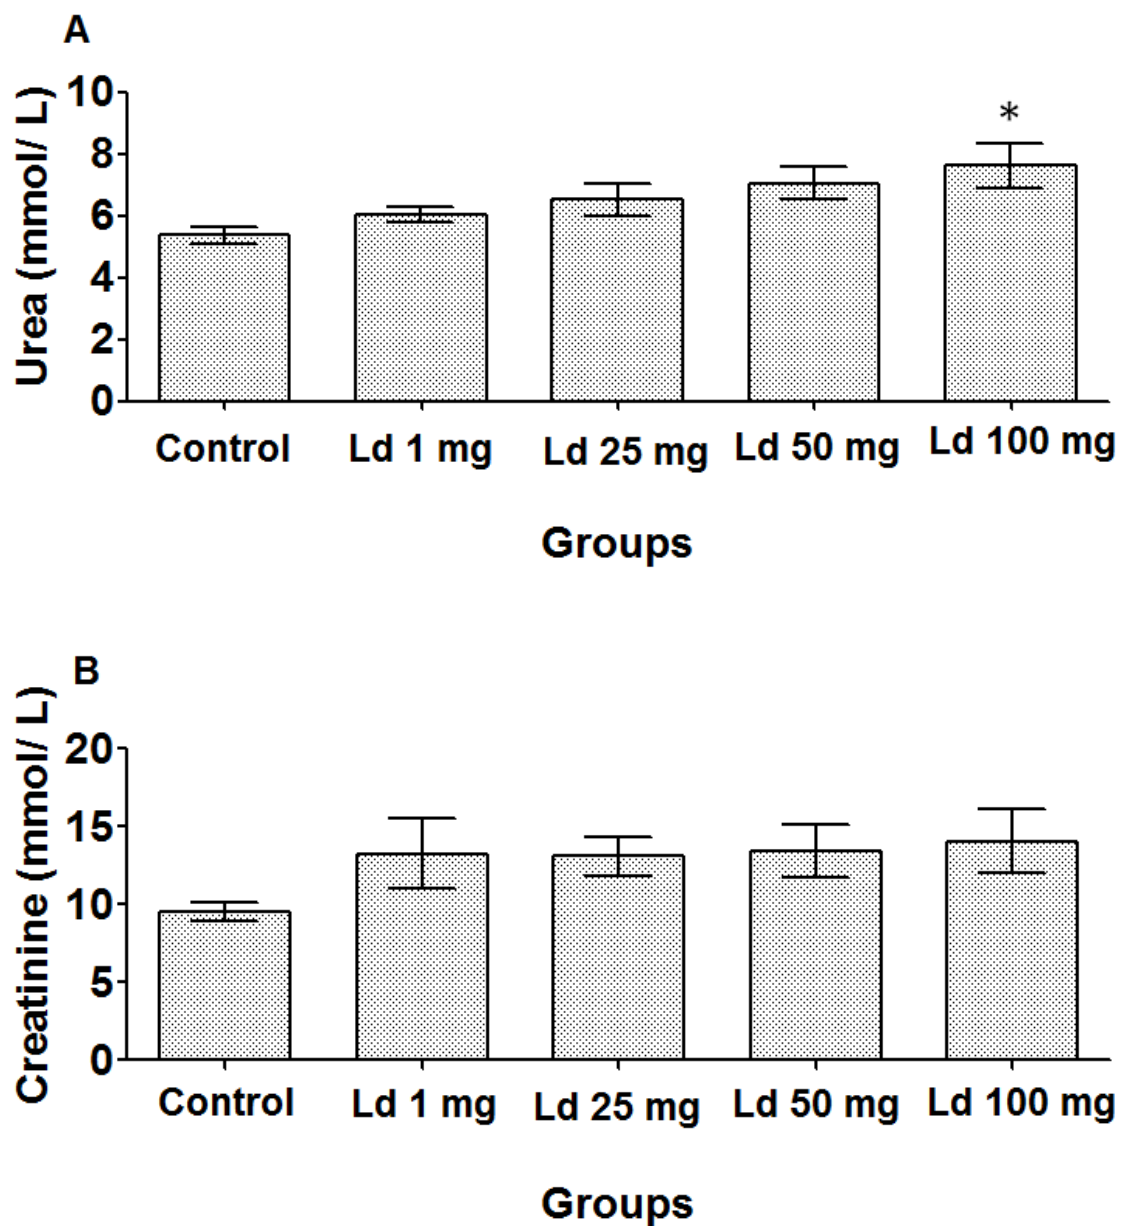 A
Urea (mmol/ L)
10
8
6
4
2
0
*
Control Ld 1 mg Ld 25 mg Ld 50 mg Ld 100 mg
Groups
B
Creatinine (mmol/ L)
20
15
10
5
0
Control Ld 1 mg Ld 25 mg Ld 50 mg Ld 100 mg
Groups